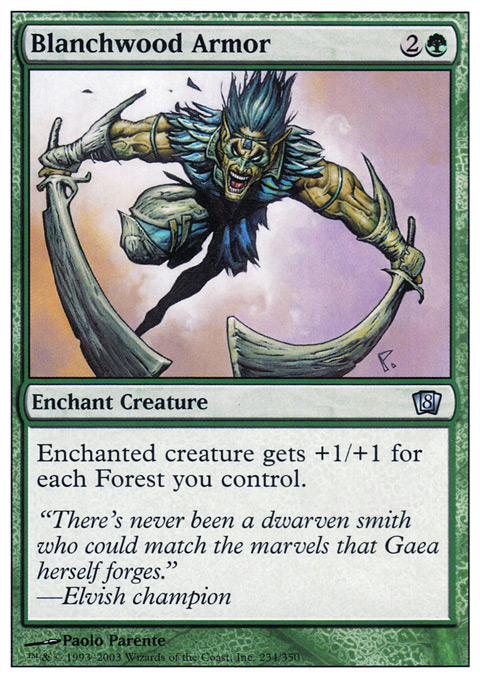 Blanchwood Armor 2
Enchant Creature 8
Enchanted creature gets +1/+1 for
each Forest you control.
“There’s never been a dwarven smith
who could match the marvels that Gaea
herself forges.”
—Elvish champion
Paolo Parente
™ & © 1993–2003 Wizards of the Coast, Inc. 234/350